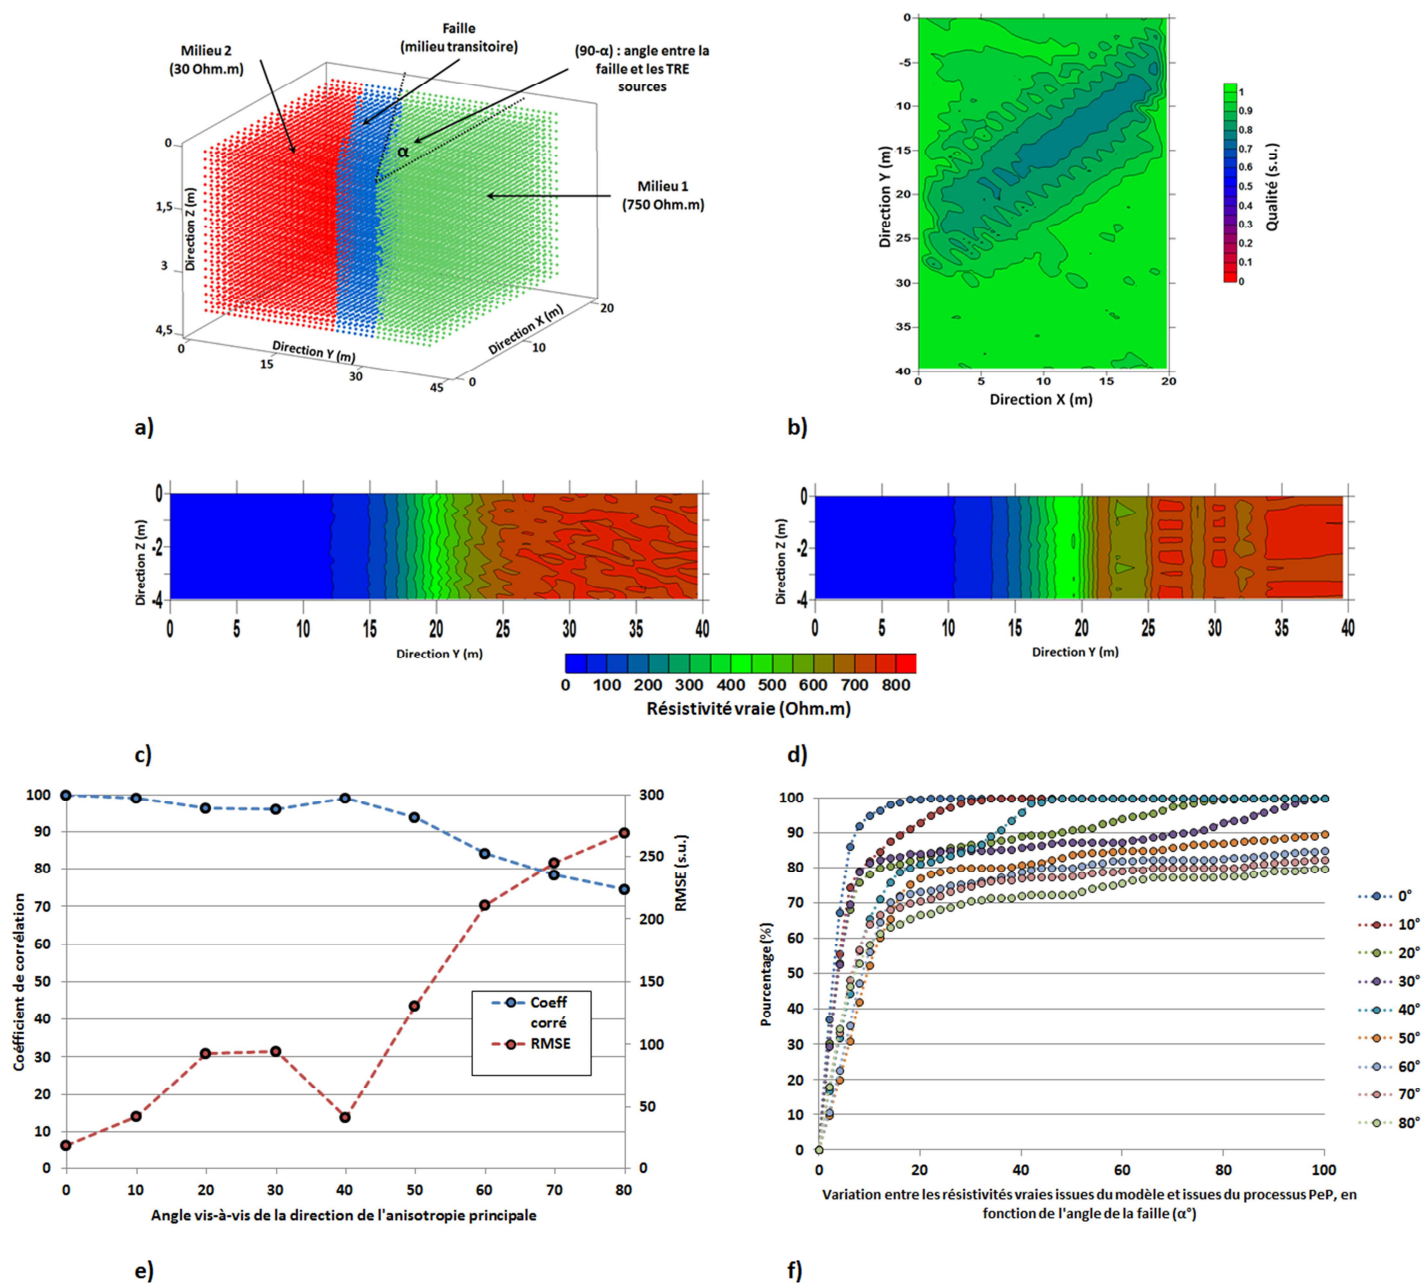 Faille
(milieu transitoire)
Milieu 2
(30 Ohm.m)
(90-α) : angle entre la
faille et les TRE
sources
α
Milieu 1
(750 Ohm.m)
0
1,5
3
4,5
Direction Z (m)
0
15
30
45
Direction Y (m)
0
10
20
Direction X (m)
a)
0
-5
-10
-15
-20
-25
-30
-35
-40
Direction Y (m)
0 5 10 15 20
Direction X (m)
1
0.9
0.8
0.7
0.6
0.5
0.4
0.3
0.2
0.1
0
Qualité (s.u.)
b)
0
-2
-4
Direction Z (m)
0 5 10 15 20 25 30 35 40
Direction Y (m)
0
-2
-4
Direction Z (m)
0 5 10 15 20 25 30 35 40
Direction Y (m)
0 100 200 300 400 500 600 700 800
Résistivité vraie (Ohm.m)
c)
d)
100
90
80
70
60
50
40
30
20
10
0
Coéfficient de corrélation
300
250
200
150
100
50
0
RMSE (s.u.)
Coeff
corré
RMSE
0 10 20 30 40 50 60 70 80
Angle vis-à-vis de la direction de l'anisotropie principale
e)
100
90
80
70
60
50
40
30
20
10
0
Pourcentage (%)
0 20 40 60 80 100
Variation entre les résistivités vraies issues du modèle et issues du processus PeP, en
fonction de l'angle de la faille (α°)
0°
10°
20°
30°
40°
50°
60°
70°
80°
f)